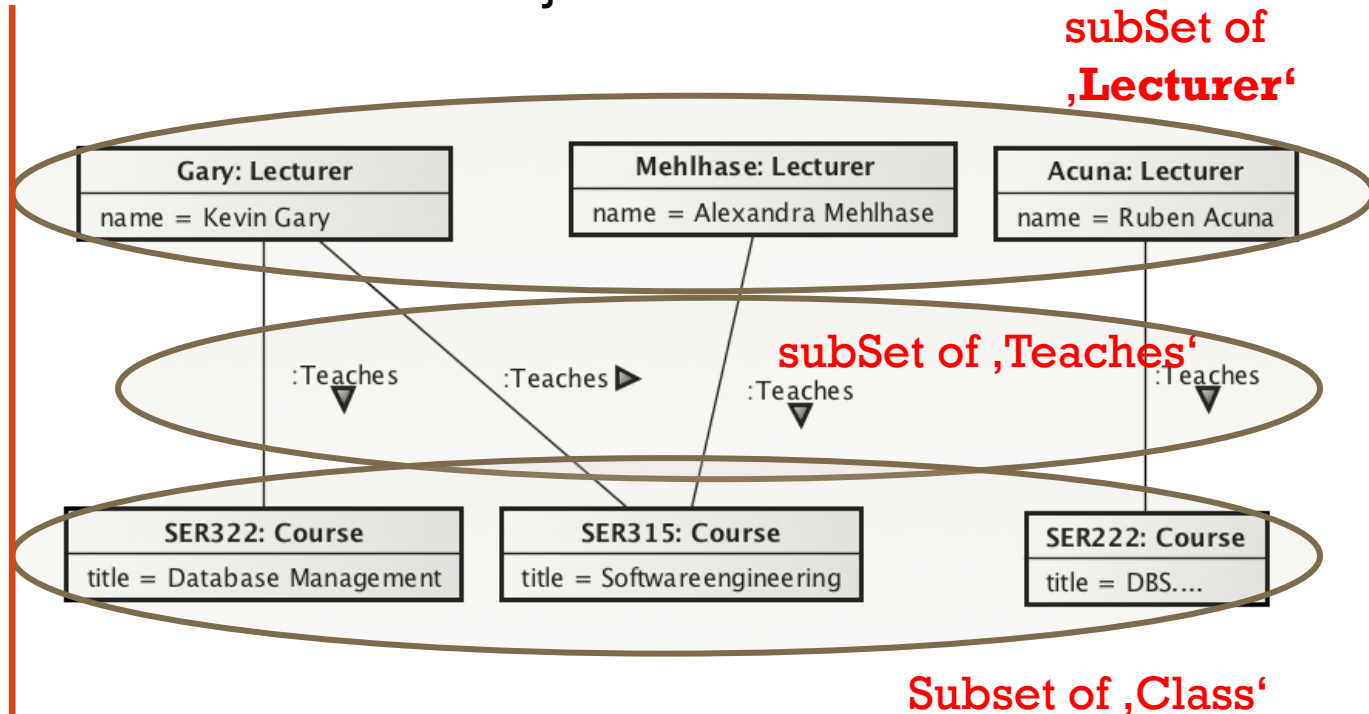 subSet of
‚Lecturer‘
Gary: Lecturer
name = Kevin Gary
Mehlhase: Lecturer
name = Alexandra Mehlhase
Acuna: Lecturer
name = Ruben Acuna
subSet of ‚Teaches‘
:Teaches
:Teaches
:Teaches
:Teaches
SER322: Course
title = Database Management
SER315: Course
title = Softwareengineering
SER222: Course
title = DBS....
Subset of ‚Class‘